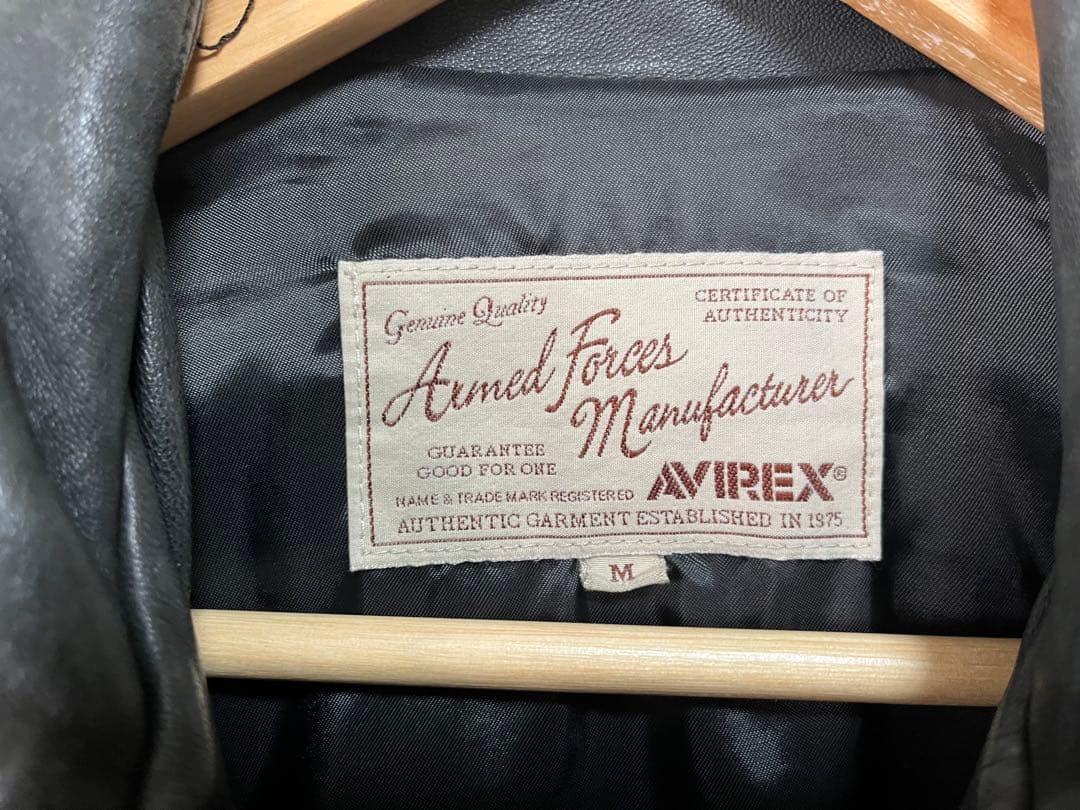 Genuine Quality
CERTIFICATE OF
AUTHENTICITY
Armed Forces
Manufacturer
GUARANTEE
GOOD FOR ONE
NAME & TRADE MARK REGISTERED
AVIREX®
AUTHENTIC GARMENT ESTABLISHED IN 1975
M